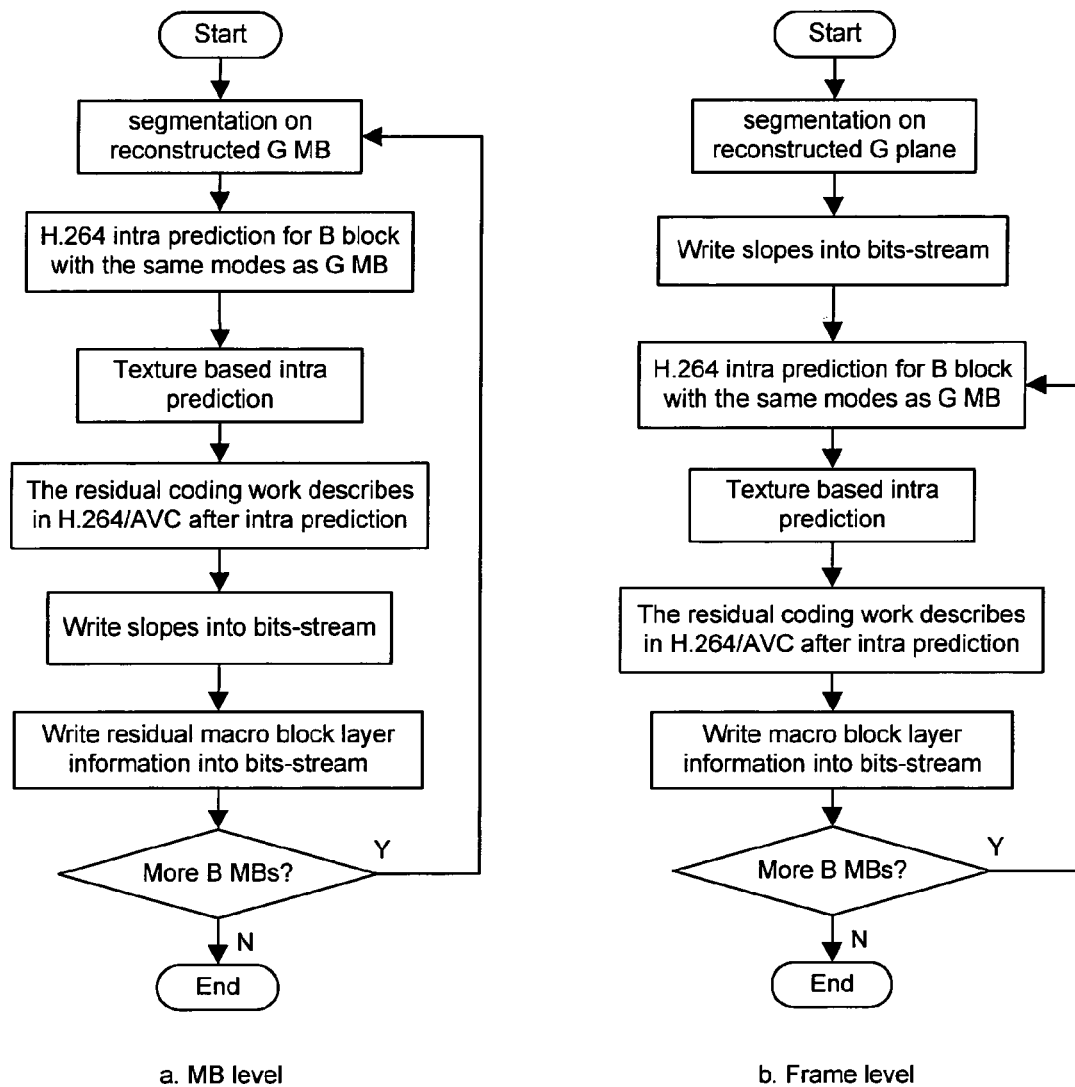 Start
segmentation on
reconstructed G MB
H.264 intra prediction for B block
with the same modes as G MB
Texture based intra
prediction
The residual coding work describes
in H.264/AVC after intra prediction
Write slopes into bits-stream
Write residual macro block layer
information into bits-stream
More B MBs?
Y
N
End
a. MB level
Start
segmentation on
reconstructed G plane
Write slopes into bits-stream
H.264 intra prediction for B block
with the same modes as G MB
Texture based intra
prediction
The residual coding work describes
in H.264/AVC after intra prediction
Write macro block layer
information into bits-stream
More B MBs?
Y
N
End
b. Frame level